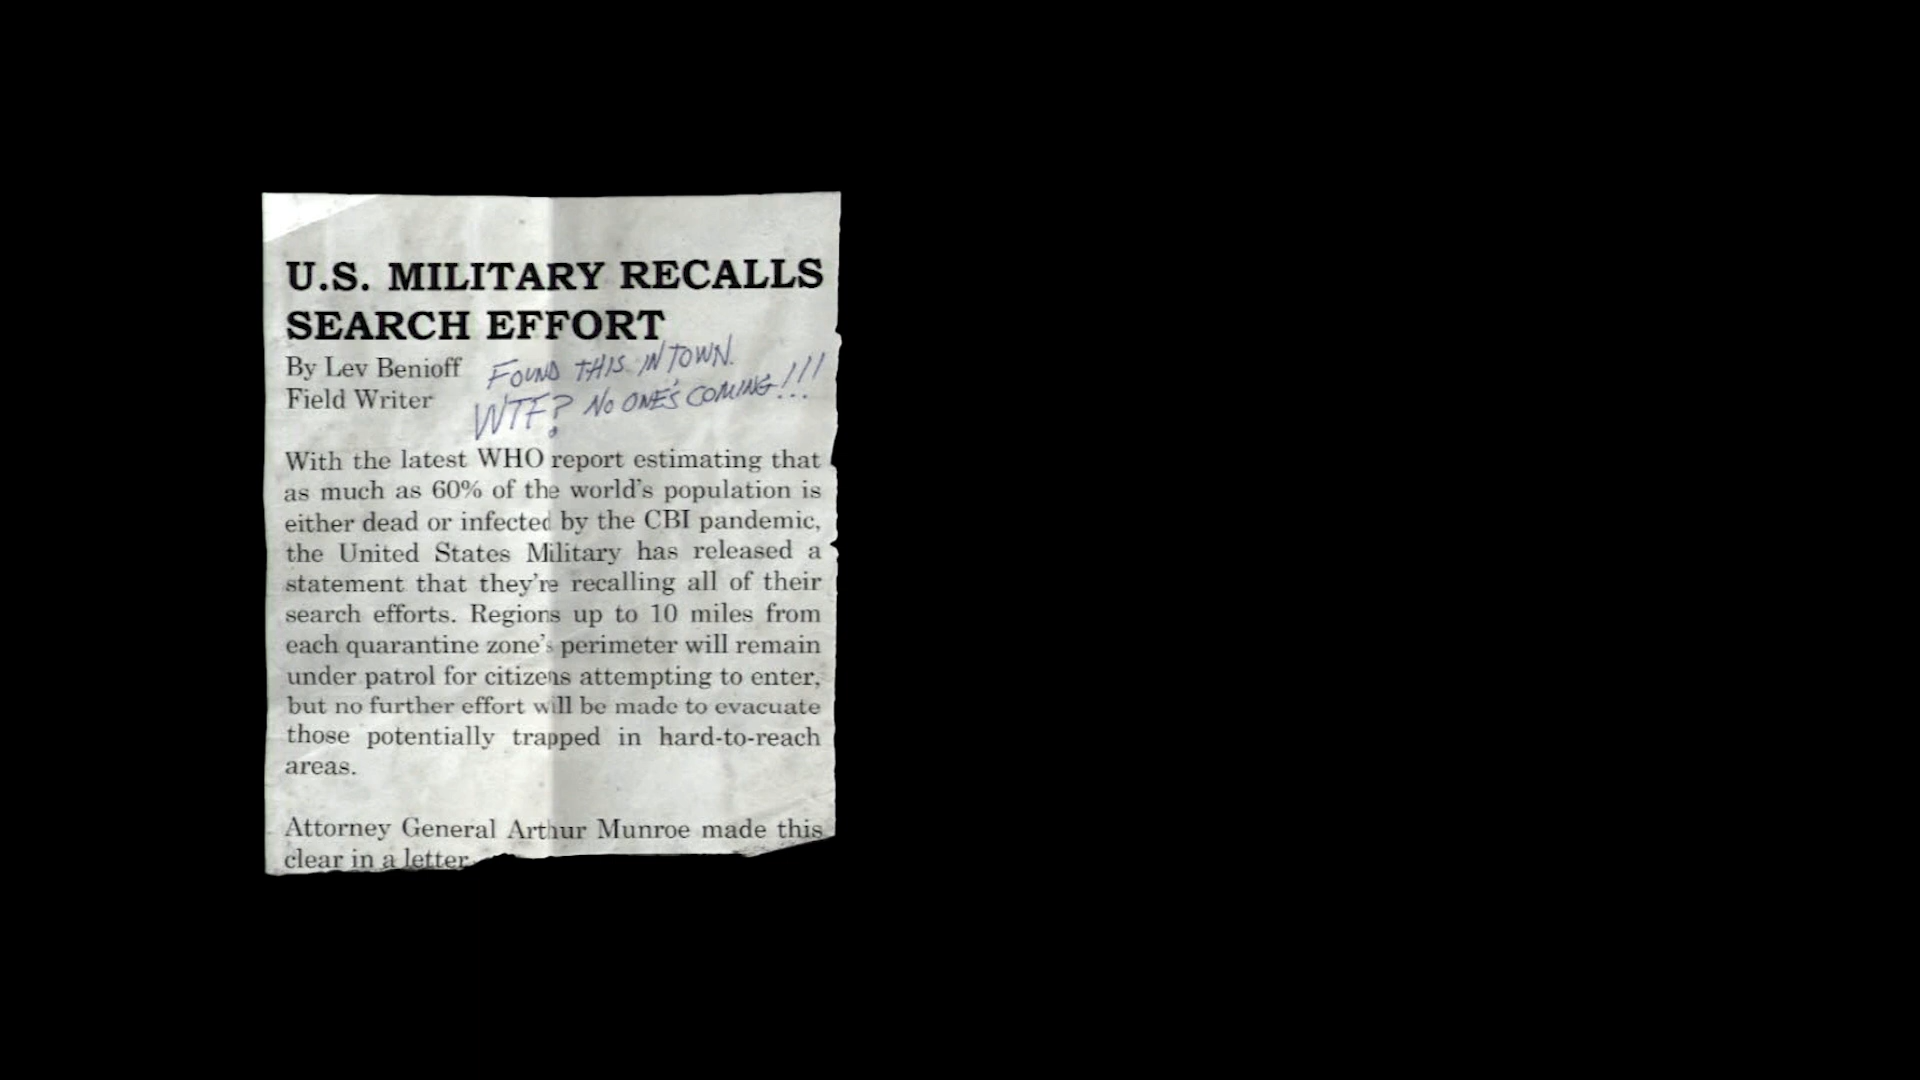 U.S. MILITARY RECALLS
SEARCH EFFORT
By Lev Benioff
Field Writer
FOUND THIS IN TOWN.
WTF? NO ONE'S COMING!!!
With the latest WHO report estimating that
as much as 60% of the world's population is
either dead or infected by the CBI pandemic,
the United States Military has released a
statement that they're recalling all of their
search efforts. Regions up to 10 miles from
each quarantine zone's perimeter will remain
under patrol for citizens attempting to enter,
but no further effort will be made to evacuate
those potentially trapped in hard-to-reach
areas.
Attorney General Arthur Munroe made this
clear in a letter